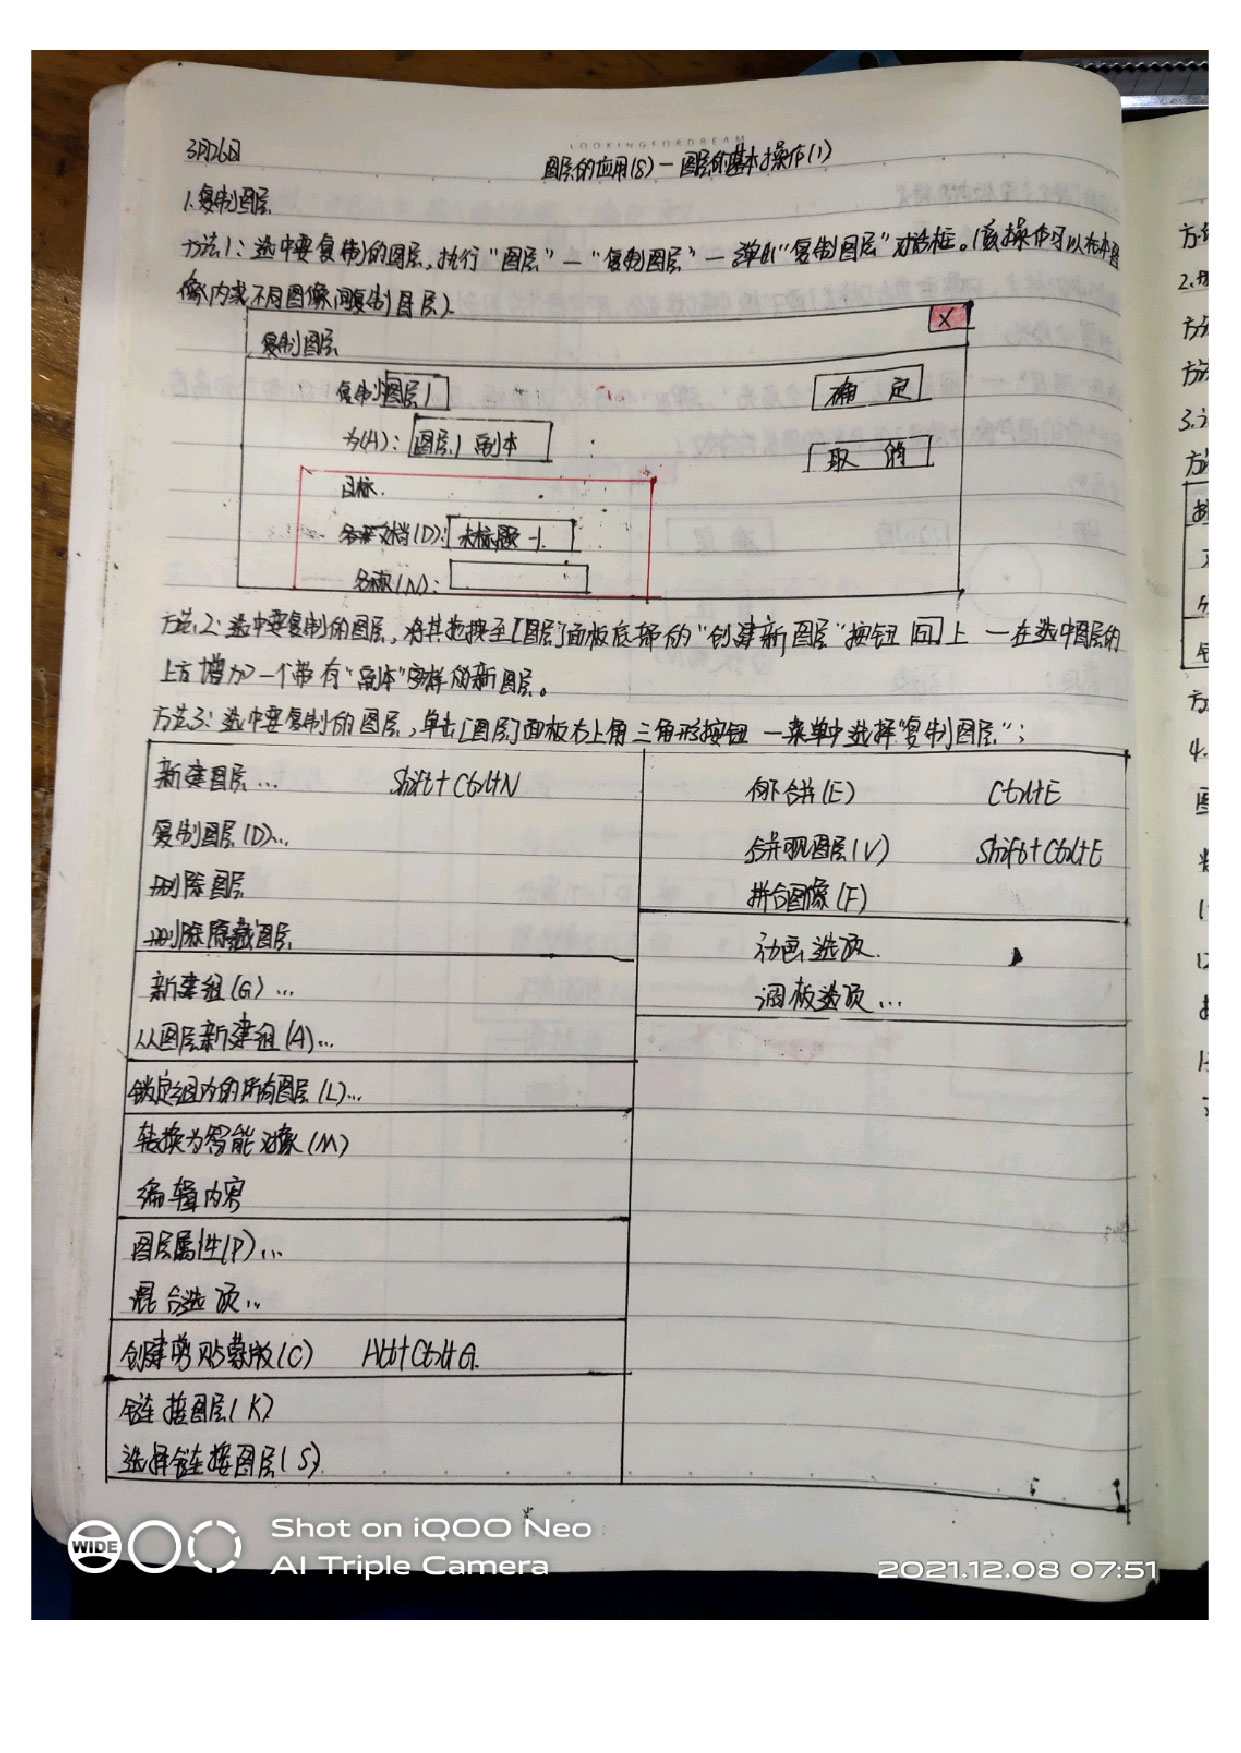 LOOKINGFORDREAM
3月26日
图层的应用(8)—图层的基本操作(1)
1.复制图层
方法1：选中要复制的图层，执行“图层”—“复制图层”—弹出“复制图层”对话框。(该操作可以在本图
像内或不同图像间复制图层)
X
复制图层
复制图层1
确 定
为(A)：图层1 副本
取 消
目标
文档(D)：未标题-1
名称(N)：
方法2：选中要复制的图层，将其拖拽至[图层]面板底部的“创建新图层”按钮上 —在选中图层的
上方增加一个带有“副本”字样的新图层。
方法3：选中要复制的图层，单击[图层]面板右上角三角形按钮 —菜单中选择“复制图层”：
新建图层… Shift+Ctrl+N
复制图层(D)…
删除图层
删除隐藏图层
新建组(G)…
从图层新建组(A)…
锁定组内的所有图层(L)…
转换为智能对象(M)
编辑内容
图层属性(P)…
混合选项…
创建剪贴蒙版(C) Alt+Ctrl+G
链接图层(K)
选择链接图层(S)
向下合并(E) Ctrl+E
合并可见图层(V) Shift+Ctrl+E
拼合图像(F)
动画选项
调板选项…
方
2.
方法
方法
3.
方
4.
WIDE
Shot on iQOO Neo
AI Triple Camera
2021.12.08 07:51